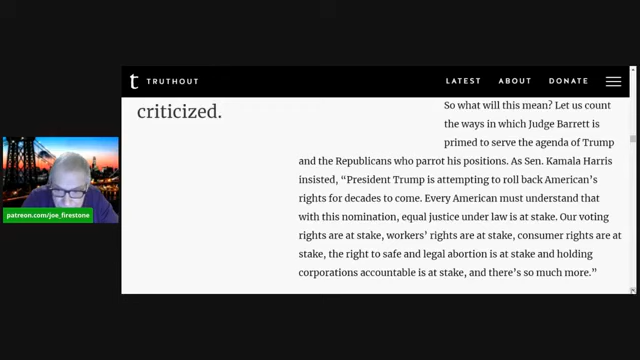 t TRUTHOUT
LATEST ABOUT DONATE
criticized.
So what will this mean? Let us count
the ways in which Judge Barrett is
primed to serve the agenda of Trump
and the Republicans who parrot his positions. As Sen. Kamala Harris
insisted, “President Trump is attempting to roll back American’s
rights for decades to come. Every American must understand that
with this nomination, equal justice under law is at stake. Our voting
rights are at stake, workers’ rights are at stake, consumer rights are at
stake, the right to safe and legal abortion is at stake and holding
corporations accountable is at stake, and there’s so much more.”
patreon.com/joe_firestone